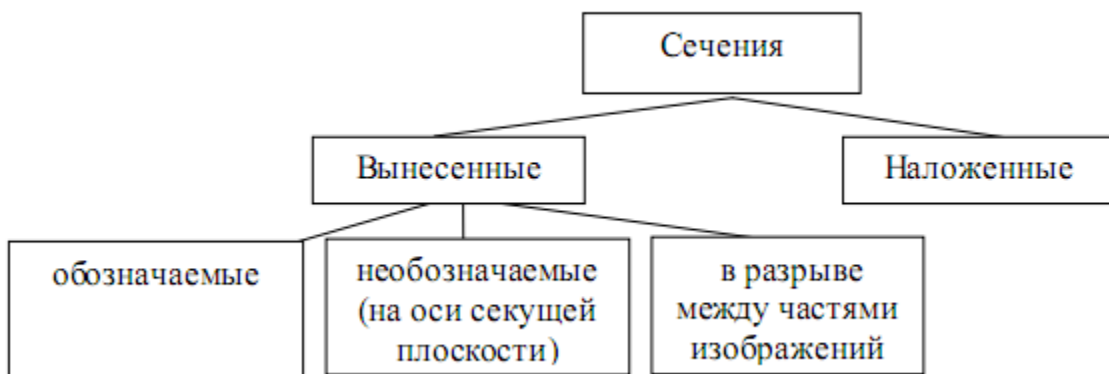 Сечения
Вынесенные
Наложенные
обозначаемые
необозначаемые
(на оси секущей
плоскости)
в разрыве
между частями
изображений